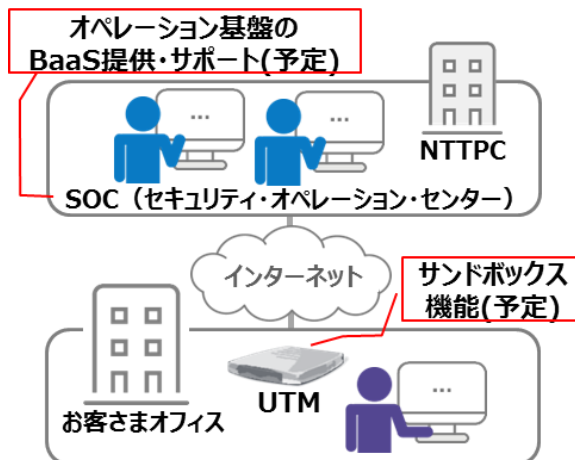 オペレーション基盤の
BaaS提供・サポート(予定)
...
...
NTTPC
SOC（セキュリティ・オペレーション・センター）
インターネット
サンドボックス
機能(予定)
...
UTM
お客さまオフィス